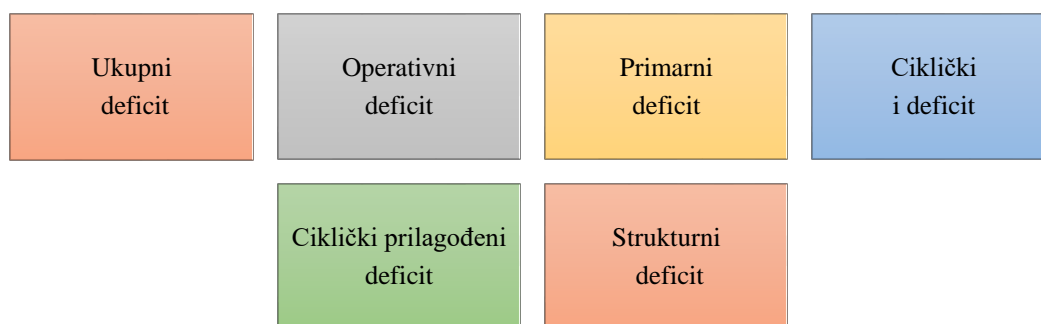 Ukupni
deficit
Operativni
deficit
Primarni
deficit
Ciklički
i deficit
Ciklički prilagođeni
deficit
Strukturni
deficit